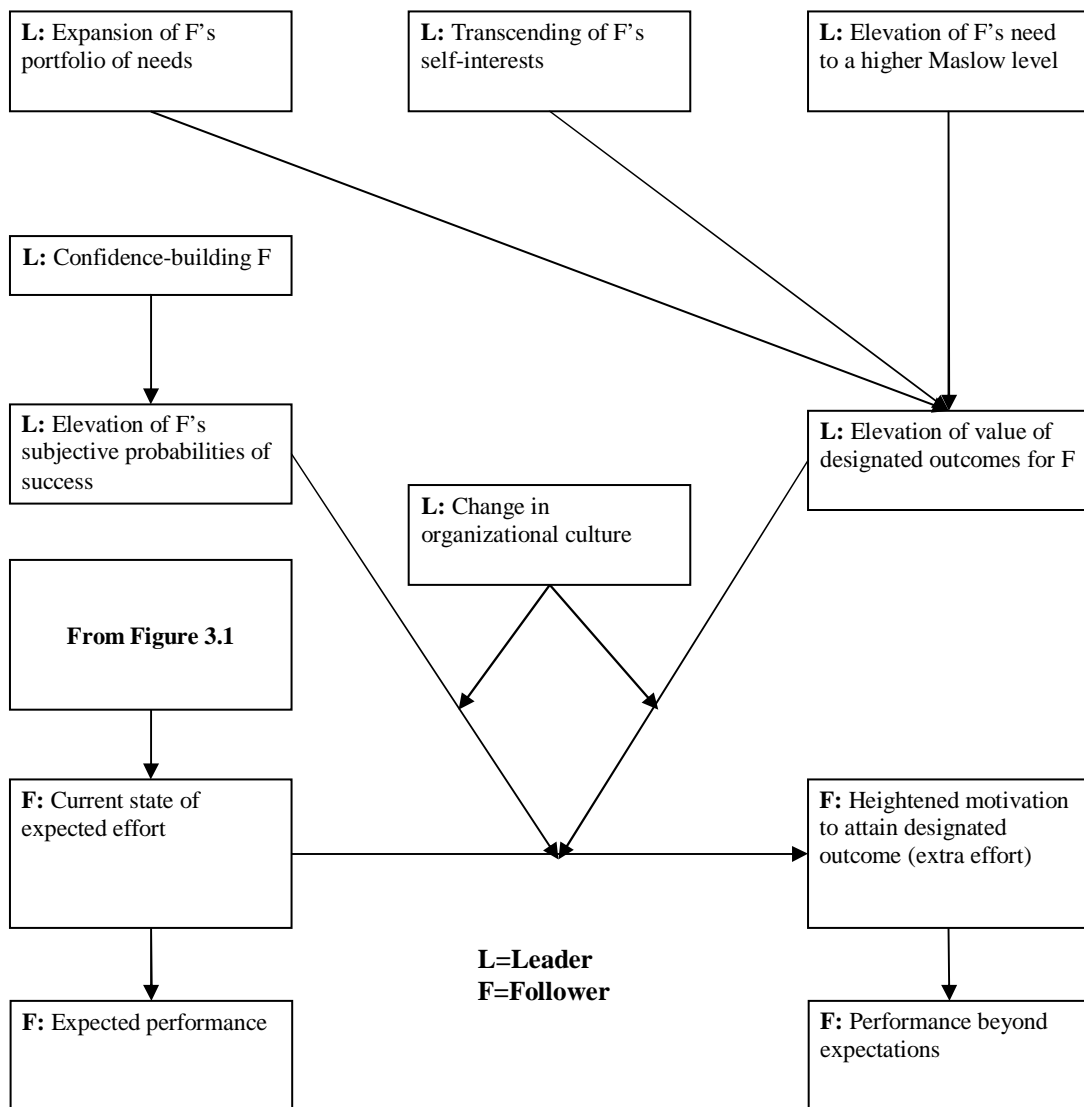 L: Expansion of F’s
portfolio of needs
L: Transcending of F’s
self-interests
L: Elevation of F’s need
to a higher Maslow level
L: Confidence-building F
L: Elevation of F’s
subjective probabilities of
success
L: Elevation of value of
designated outcomes for F
L: Change in
organizational culture
From Figure 3.1
F: Current state of
expected effort
F: Heightened motivation
to attain designated
outcome (extra effort)
L=Leader
F=Follower
F: Expected performance
F: Performance beyond
expectations